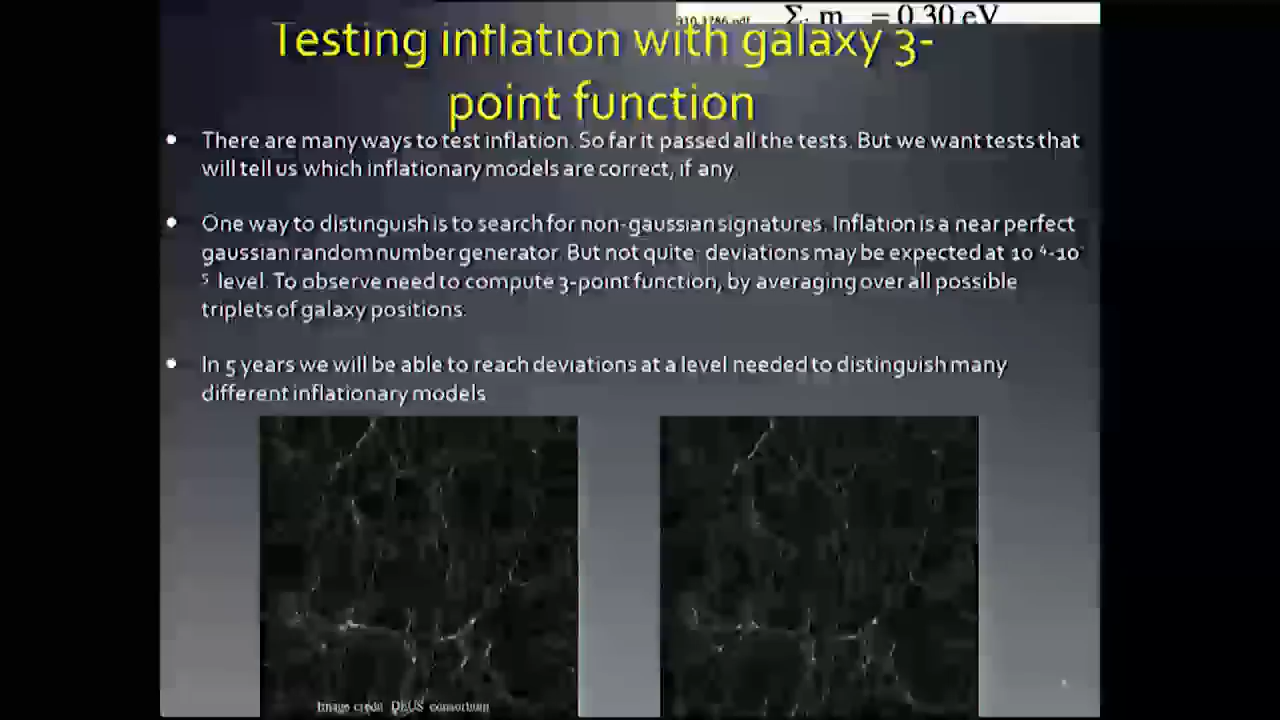 Σ m = 0.30 eV
Testing inflation with galaxy 3-
point function
• There are many ways to test inflation. So far it passed all the tests. But we want tests that
will tell us which inflationary models are correct, if any
• One way to distinguish is to search for non-gaussian signatures. Inflation is a near perfect
gaussian random number generator. But not quite: deviations may be expected at 10⁻⁴-10⁻
⁵ level. To observe need to compute 3-point function, by averaging over all possible
triplets of galaxy positions.
• In 5 years we will be able to reach deviations at a level needed to distinguish many
different inflationary models
Image credit DEUS consortium